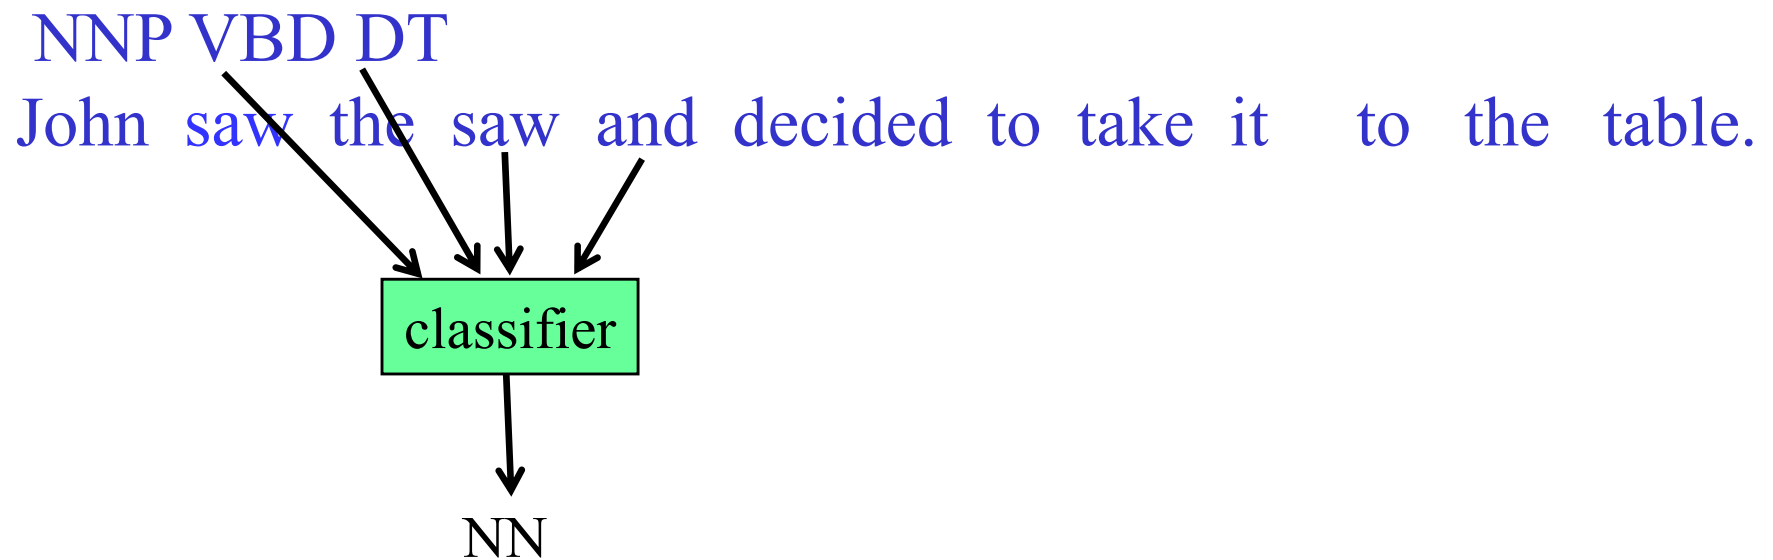 NNP VBD DT
John saw the saw and decided to take it to the table.
classifier
NN